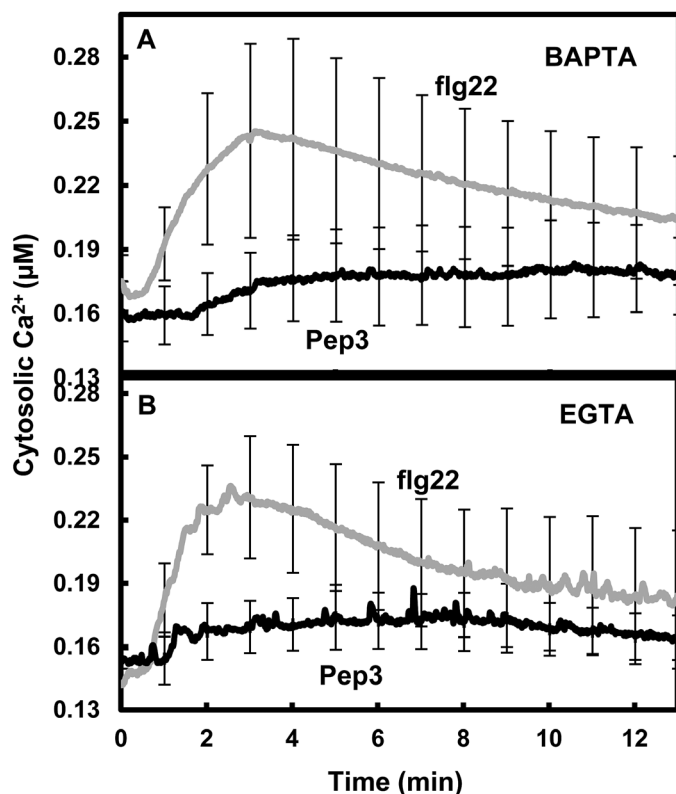 A
BAPTA
0.28
flg22
0.25
0.22
0.19
0.16
Pep3
0.13
Cytosolic Ca²⁺ (µM)
B
EGTA
0.28
0.25
flg22
0.22
0.19
0.16
Pep3
0.13
0 2 4 6 8 10 12
Time (min)